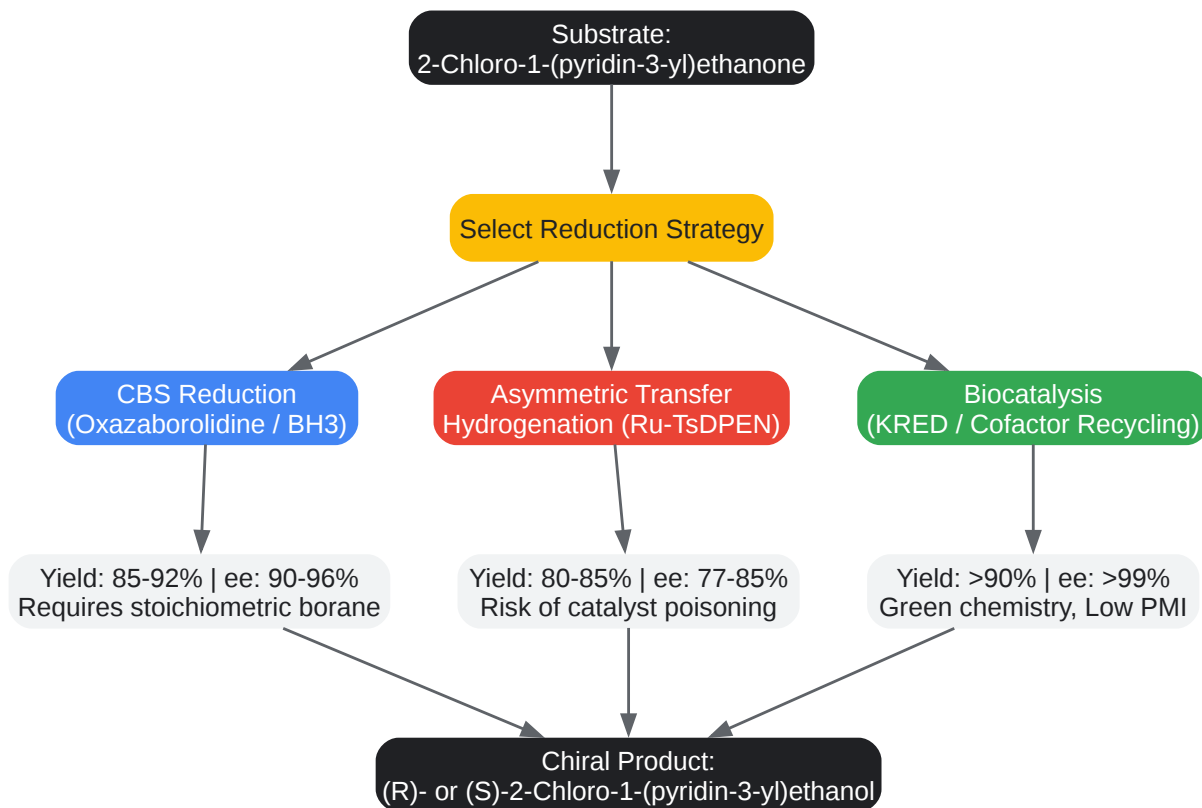 Substrate:
2-Chloro-1-(pyridin-3-yl)ethanone
Select Reduction Strategy
CBS Reduction
(Oxazaborolidine / BH3)
Asymmetric Transfer
Hydrogenation (Ru-TsDPEN)
Biocatalysis
(KRED / Cofactor Recycling)
Yield: 85-92% | ee: 90-96%
Requires stoichiometric borane
Yield: 80-85% | ee: 77-85%
Risk of catalyst poisoning
Yield: >90% | ee: >99%
Green chemistry, Low PMI
Chiral Product:
(R)- or (S)-2-Chloro-1-(pyridin-3-yl)ethanol